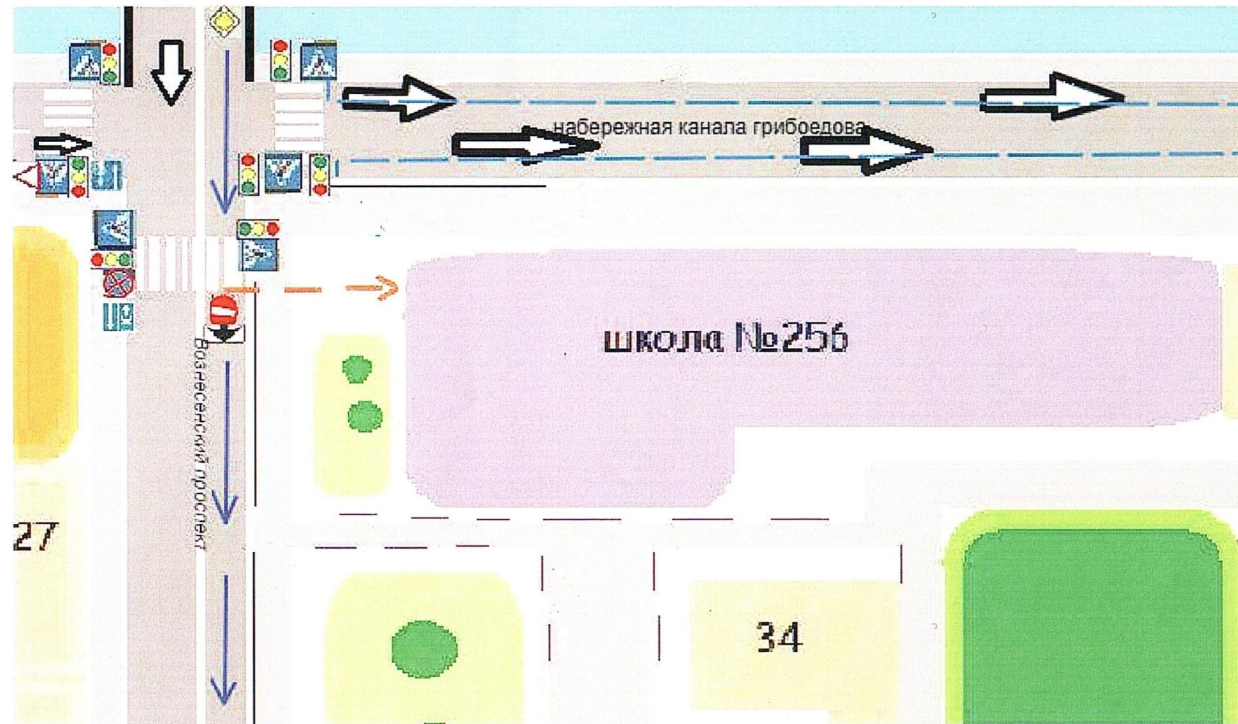 набережная канала грибоедова
школа №256
Вознесенский проспект
27
34